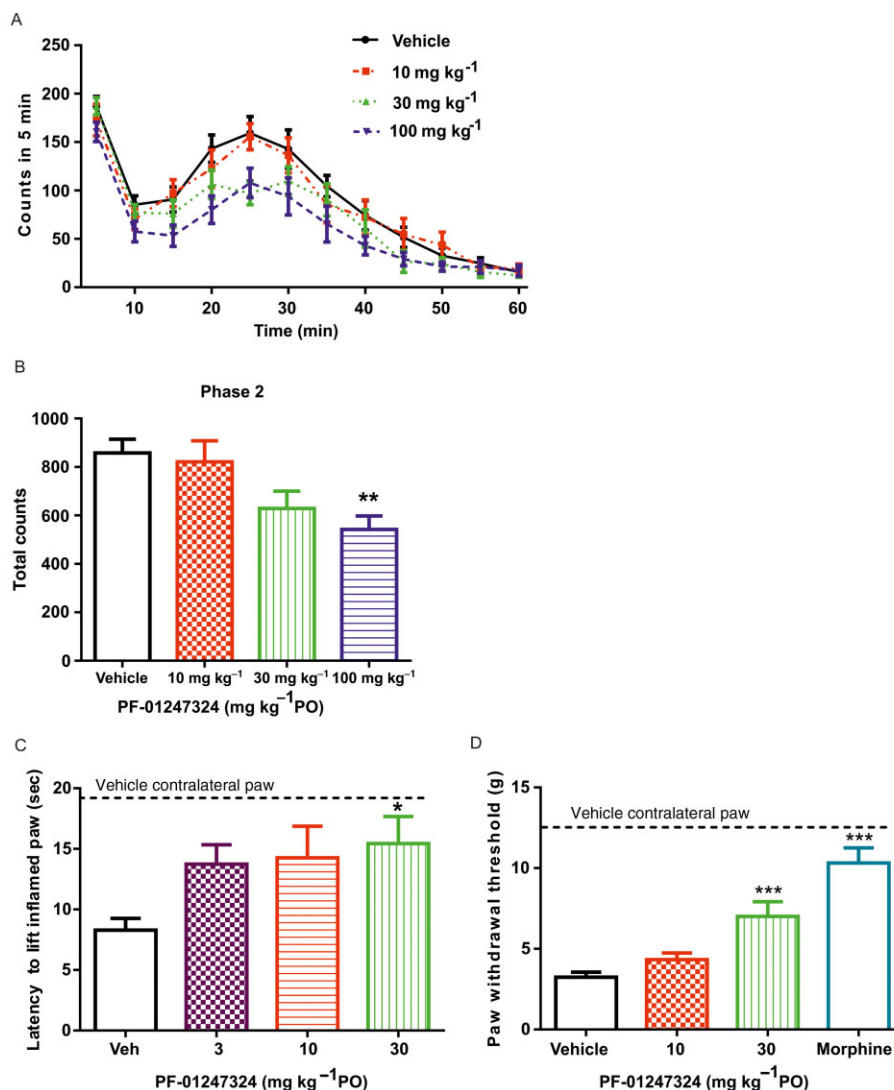 A
250
200
150
100
50
0
Counts in 5 min
10 20 30 40 50 60
Time (min)
Vehicle
10 mg kg⁻¹
30 mg kg⁻¹
100 mg kg⁻¹
B
Phase 2
1000
800
600
400
200
0
Total counts
**
Vehicle 10 mg kg⁻¹ 30 mg kg⁻¹ 100 mg kg⁻¹
PF-01247324 (mg kg⁻¹PO)
C
20
15
10
5
0
Latency to lift inflamed paw (sec)
Vehicle contralateral paw
*
Veh 3 10 30
PF-01247324 (mg kg⁻¹PO)
D
15
10
5
0
Paw withdrawal threshold (g)
Vehicle contralateral paw
***
***
Vehicle 10 30 Morphine
PF-01247324 (mg kg⁻¹PO)